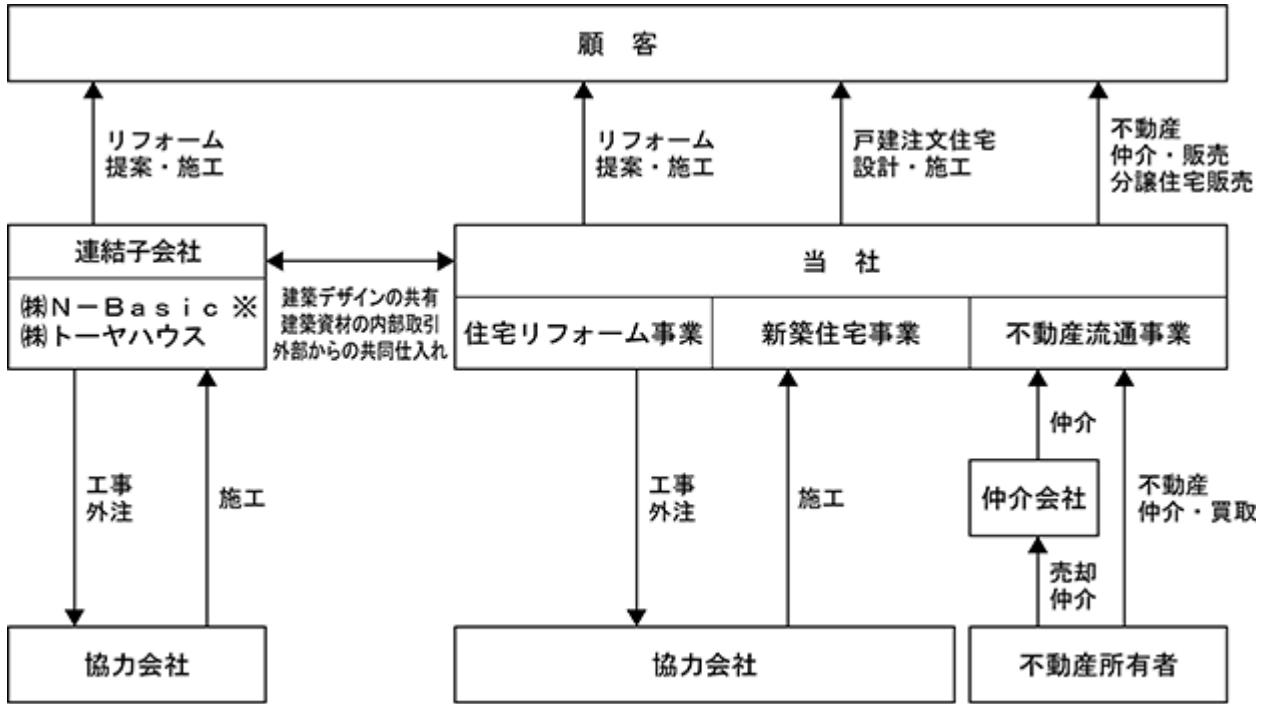 顧　客
リフォーム
提案・施工
リフォーム
提案・施工
戸建注文住宅
設計・施工
不動産
仲介・販売
分譲住宅販売
連結子会社
㈱Ｎ－Ｂａｓｉｃ ※
㈱トーヤハウス
建築デザインの共有
建築資材の内部取引
外部からの共同仕入れ
当　社
住宅リフォーム事業
新築住宅事業
不動産流通事業
工事
外注
施工
工事
外注
施工
仲介
仲介会社
売却
仲介
不動産
仲介・買取
協力会社
協力会社
不動産所有者